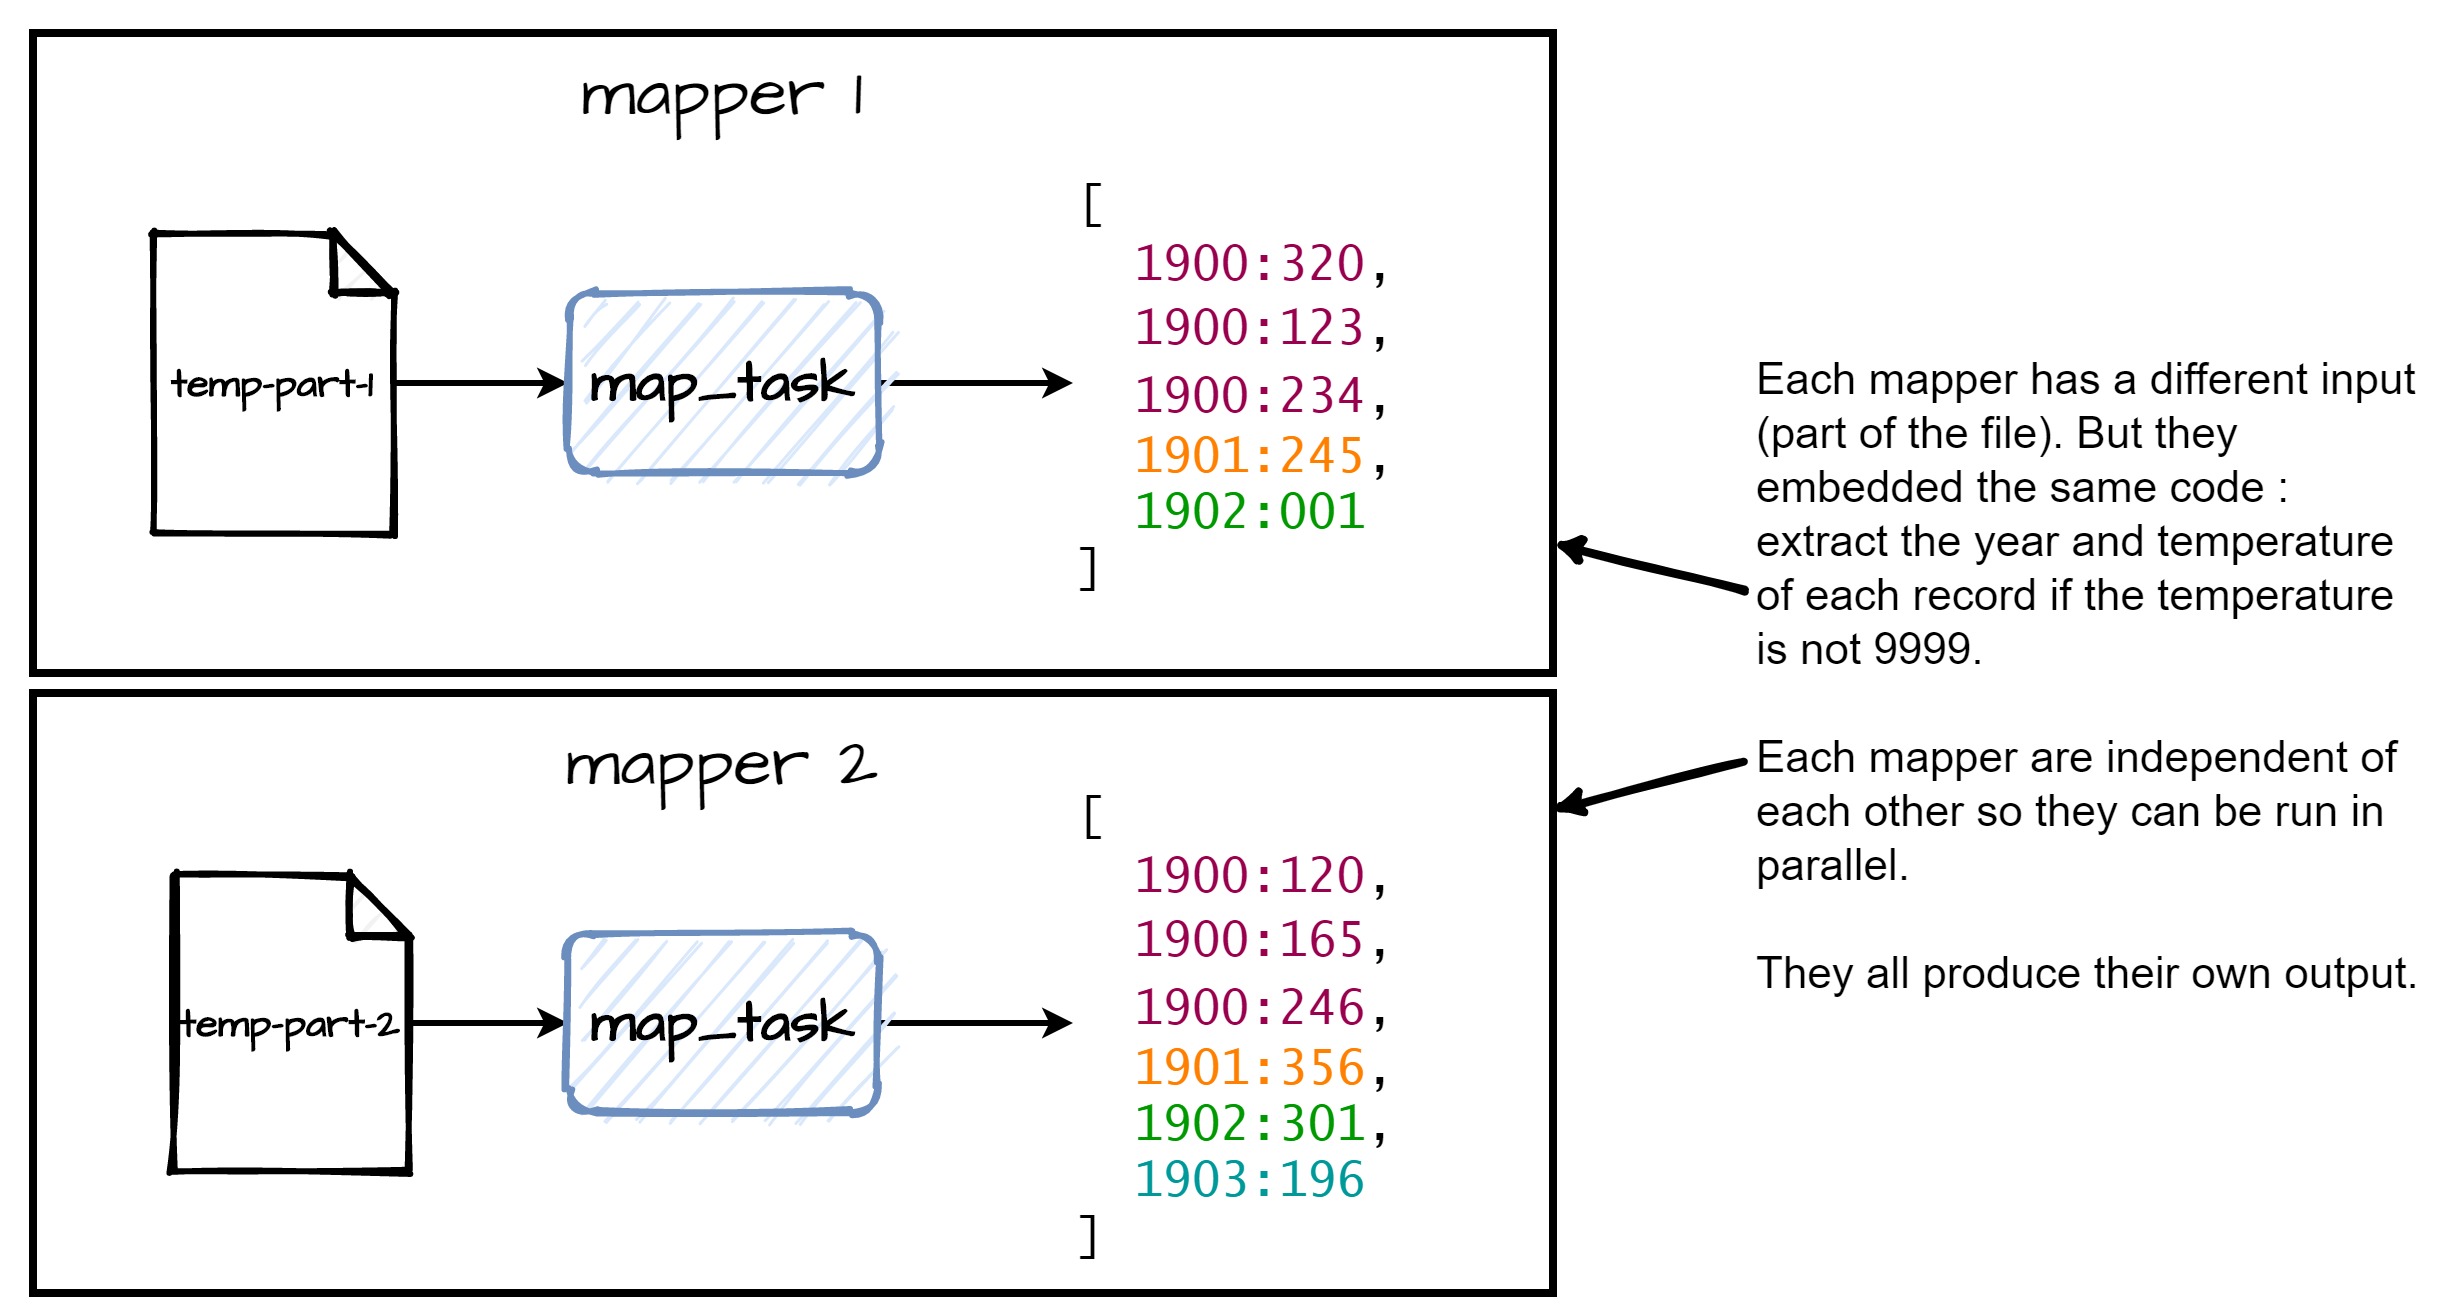 mapper 1
temp-part-1
map_task
[
1900:320,
1900:123,
1900:234,
1901:245,
1902:001
]
Each mapper has a different input
(part of the file). But they
embedded the same code :
extract the year and temperature
of each record if the temperature
is not 9999.
Each mapper are independent of
each other so they can be run in
parallel.
They all produce their own output.
mapper 2
temp-part-2
map_task
[
1900:120,
1900:165,
1900:246,
1901:356,
1902:301,
1903:196
]